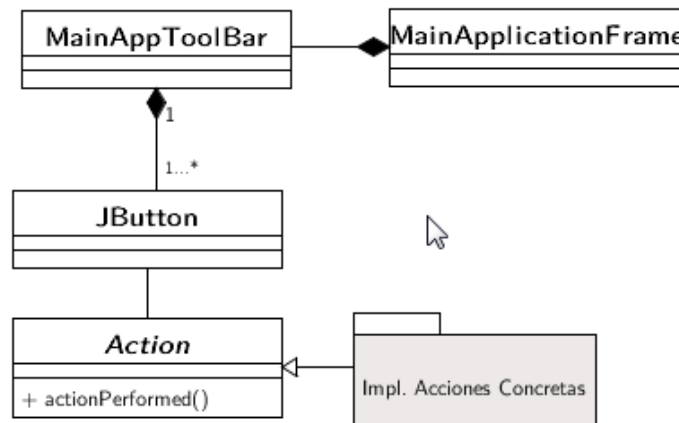 MainAppToolBar
MainApplicationFrame
1
1...*
JButton
Action
+ actionPerformed()
Impl. Acciones Concretas